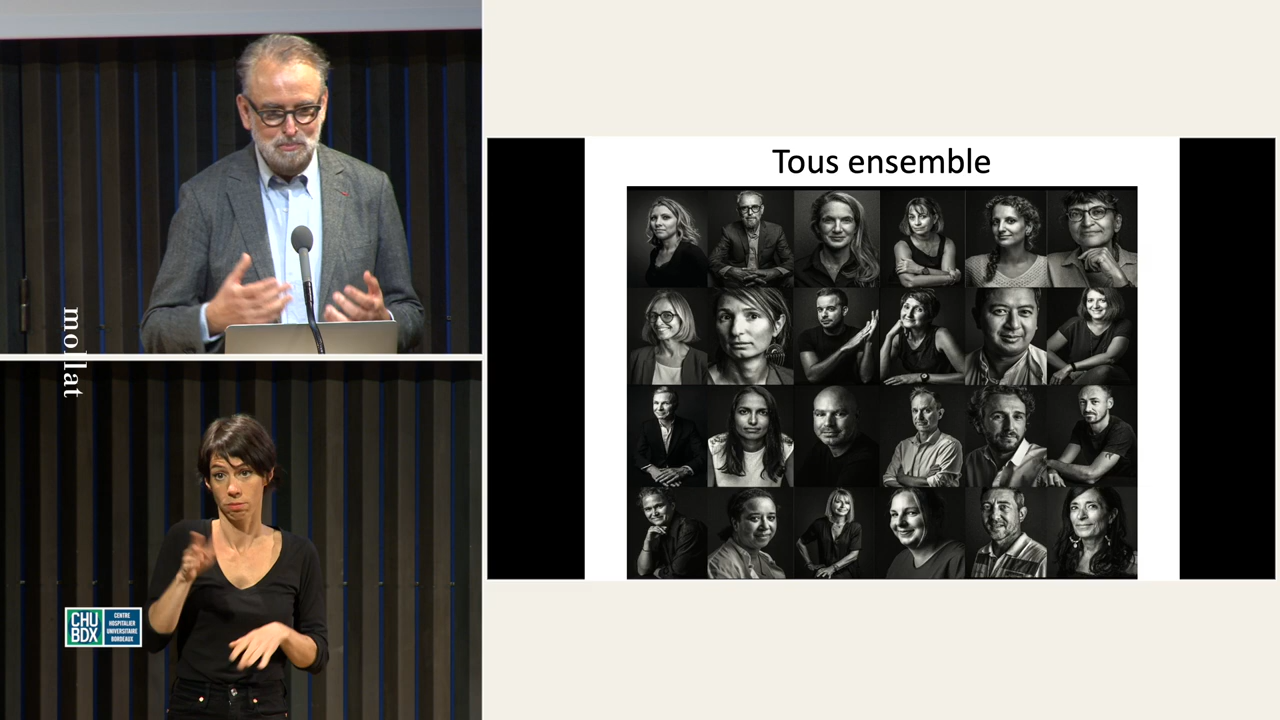 mollat
CHU
BDX
CENTRE
HOSPITALIER
UNIVERSITAIRE
BORDEAUX
Tous ensemble